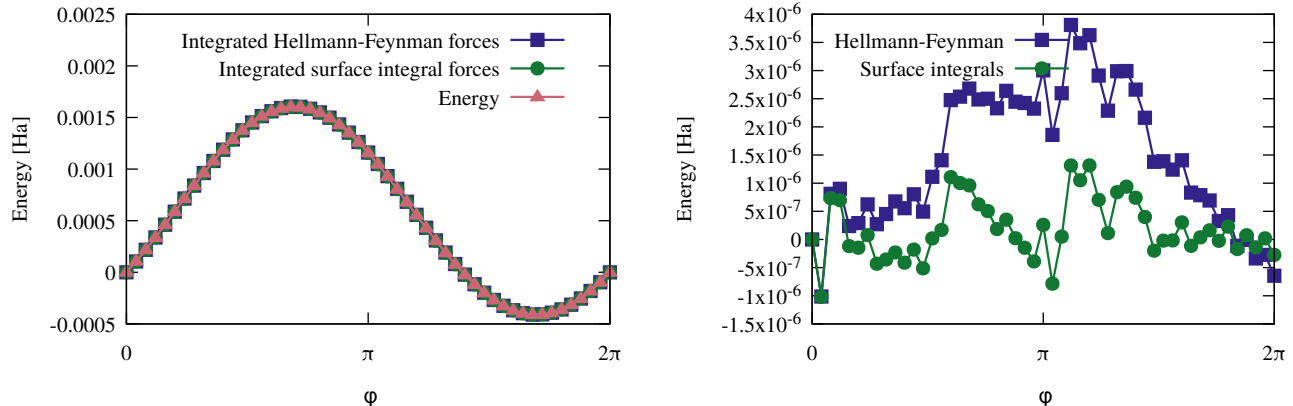 0.0025
0.002
0.0015
0.001
0.0005
0
-0.0005
Energy [Ha]
Integrated Hellmann-Feynman forces
Integrated surface integral forces
Energy
0
π
2π
φ
4x10-6
3.5x10-6
3x10-6
2.5x10-6
2x10-6
1.5x10-6
1x10-6
5x10-7
0
-5x10-7
-1x10-6
-1.5x10-6
Energy [Ha]
Hellmann-Feynman
Surface integrals
0
π
2π
φ